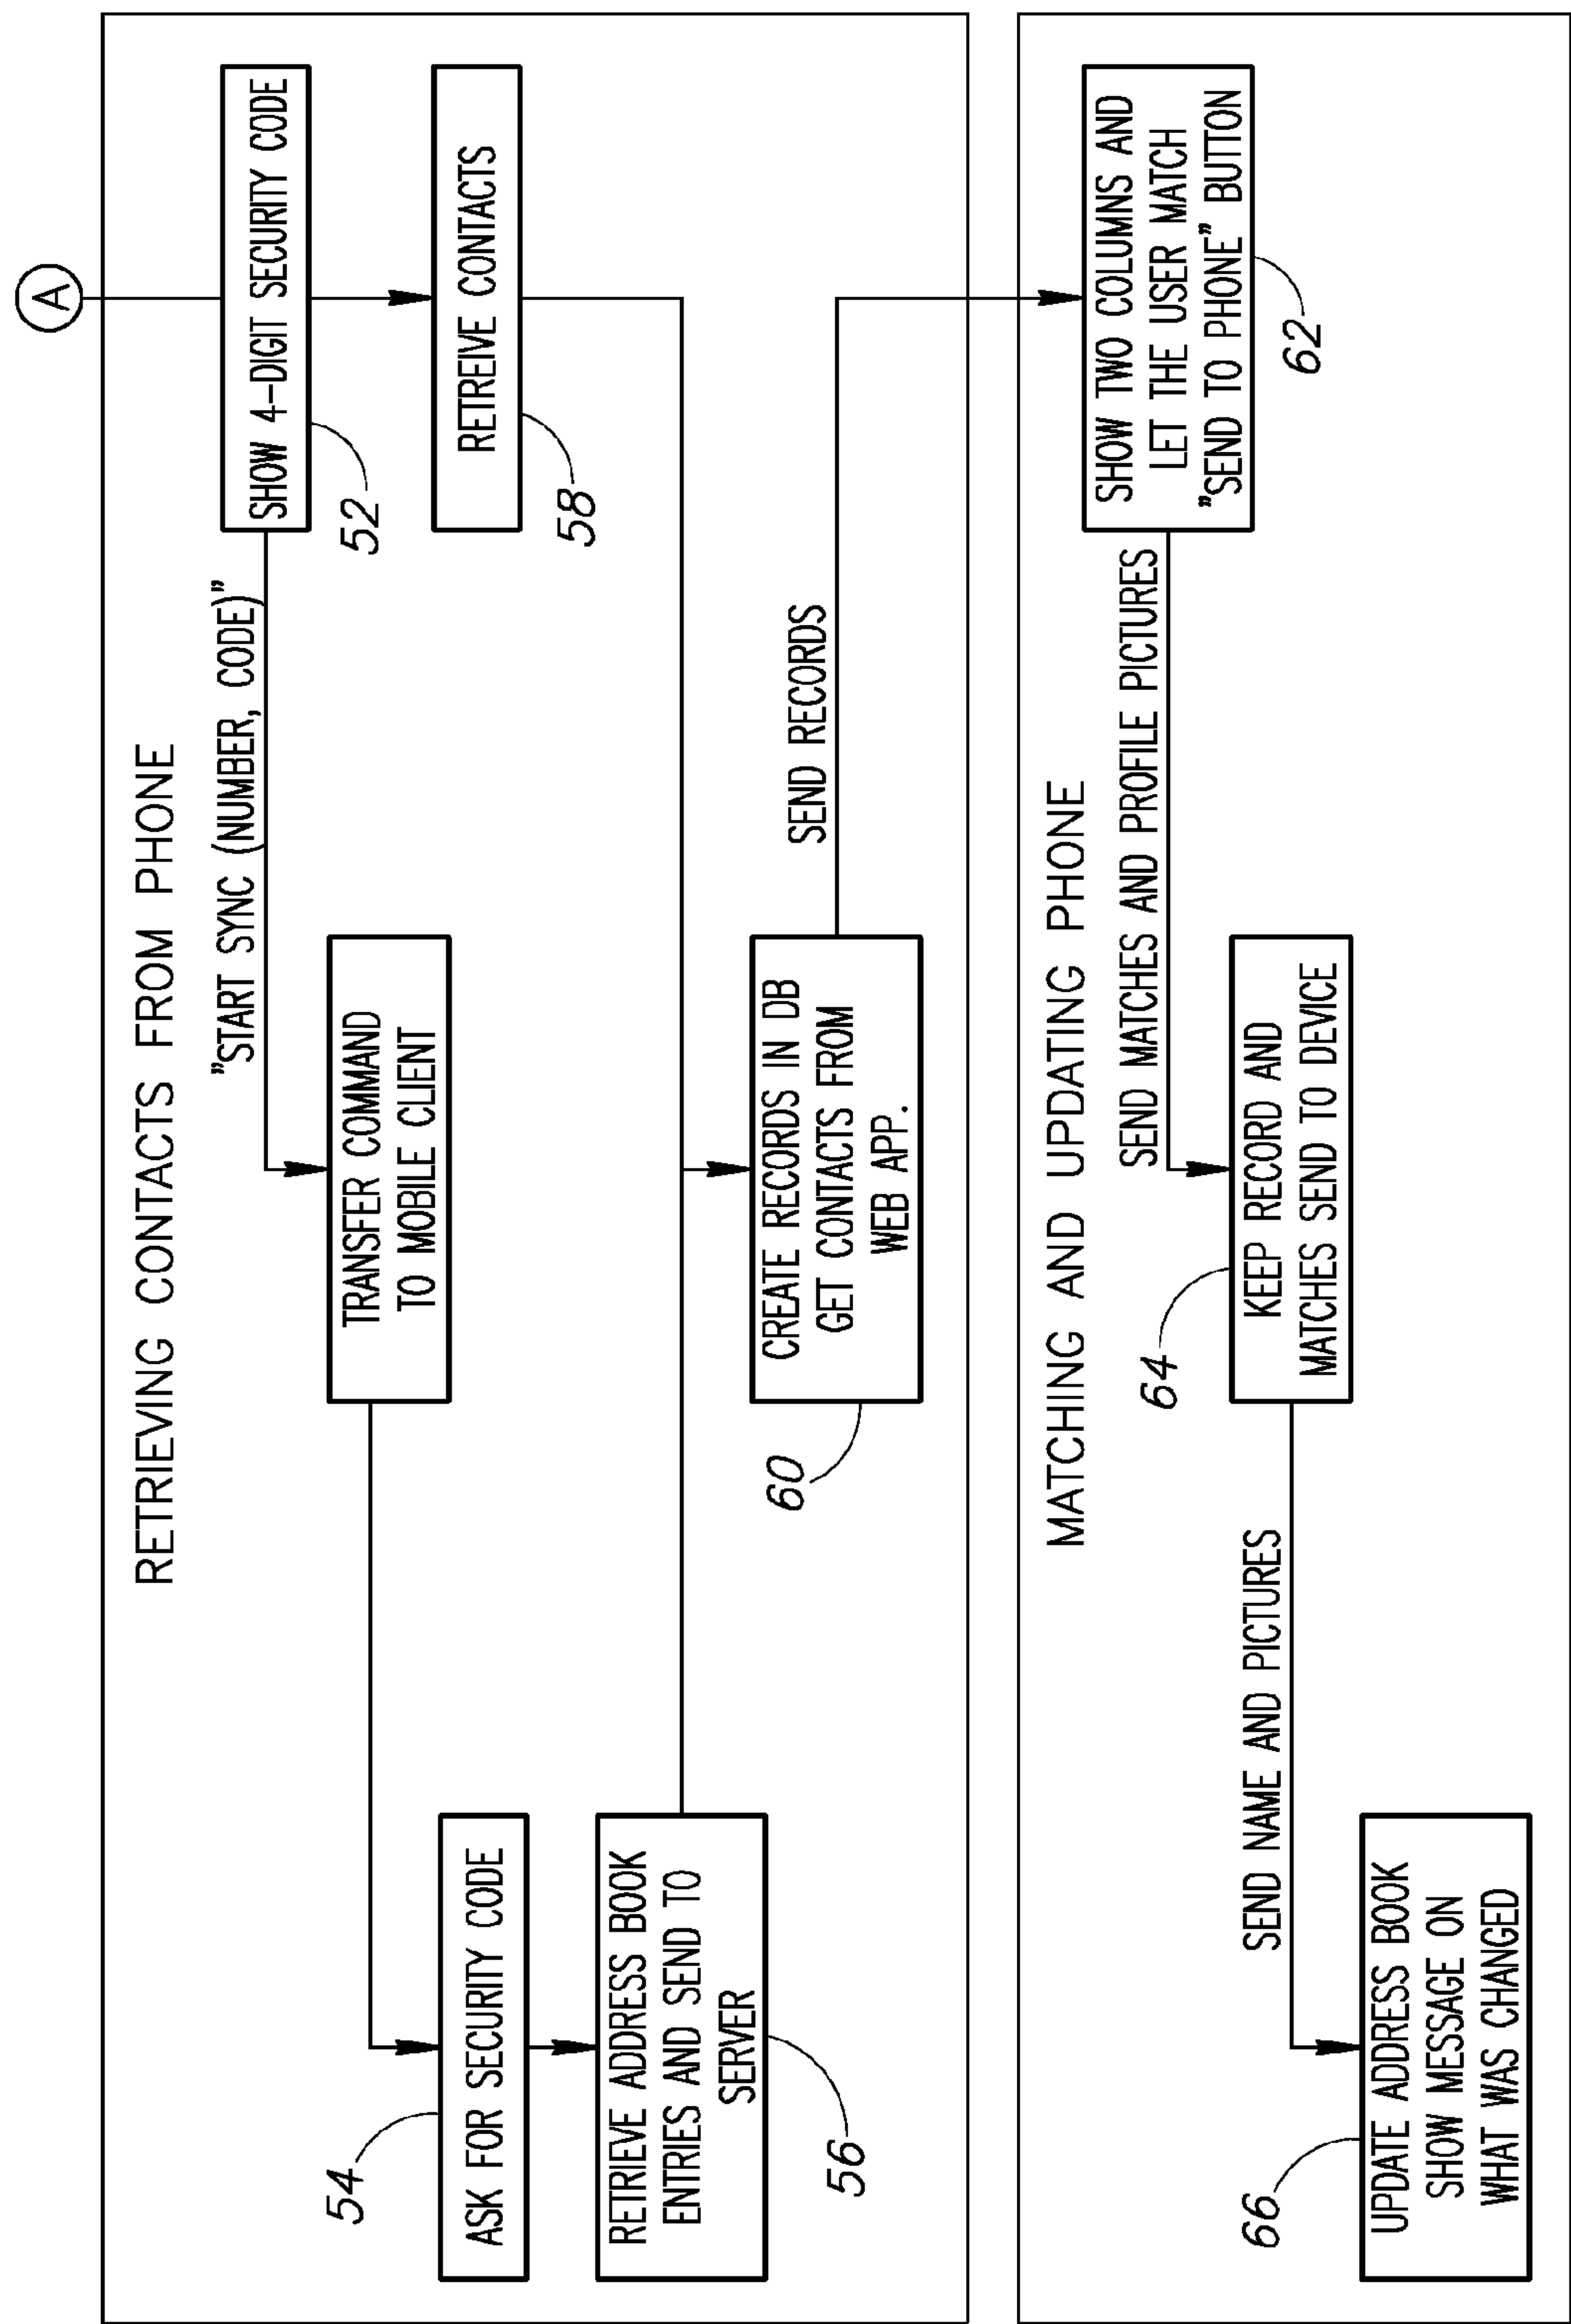 A
RETRIEVING CONTACTS FROM PHONE
SHOW 4-DIGIT SECURITY CODE
52
"START SYNC (NUMBER, CODE)"
TRANSFER COMMAND
TO MOBILE CLIENT
54
ASK FOR SECURITY CODE
RETREIVE CONTACTS
58
RETRIEVE ADDRESS BOOK
ENTRIES AND SEND TO
SERVER
56
CREATE RECORDS IN DB
GET CONTACTS FROM
WEB APP.
60
SEND RECORDS
MATCHING AND UPDATING PHONE
SHOW TWO COLUMNS AND
LET THE USER MATCH
"SEND TO PHONE" BUTTON
62
SEND MATCHES AND PROFILE PICTURES
64
KEEP RECORD AND
MATCHES SEND TO DEVICE
SEND NAME AND PICTURES
66
UPDATE ADDRESS BOOK
SHOW MESSAGE ON
WHAT WAS CHANGED